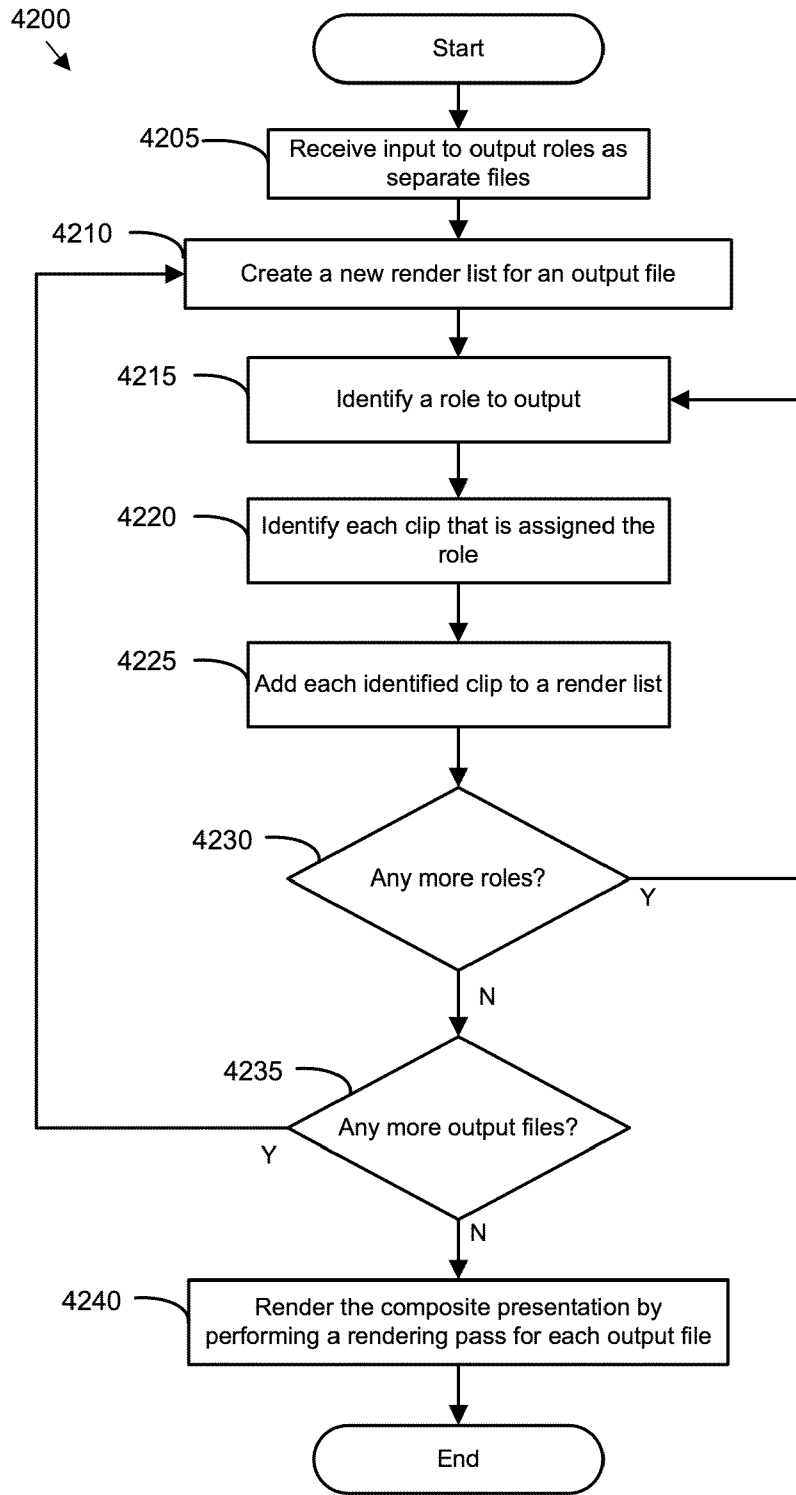 4200
Start
4205
Receive input to output roles as
separate files
4210
Create a new render list for an output file
4215
Identify a role to output
4220
Identify each clip that is assigned the
role
4225
Add each identified clip to a render list
4230
Any more roles?
Y
N
4235
Any more output files?
Y
N
4240
Render the composite presentation by
performing a rendering pass for each output file
End